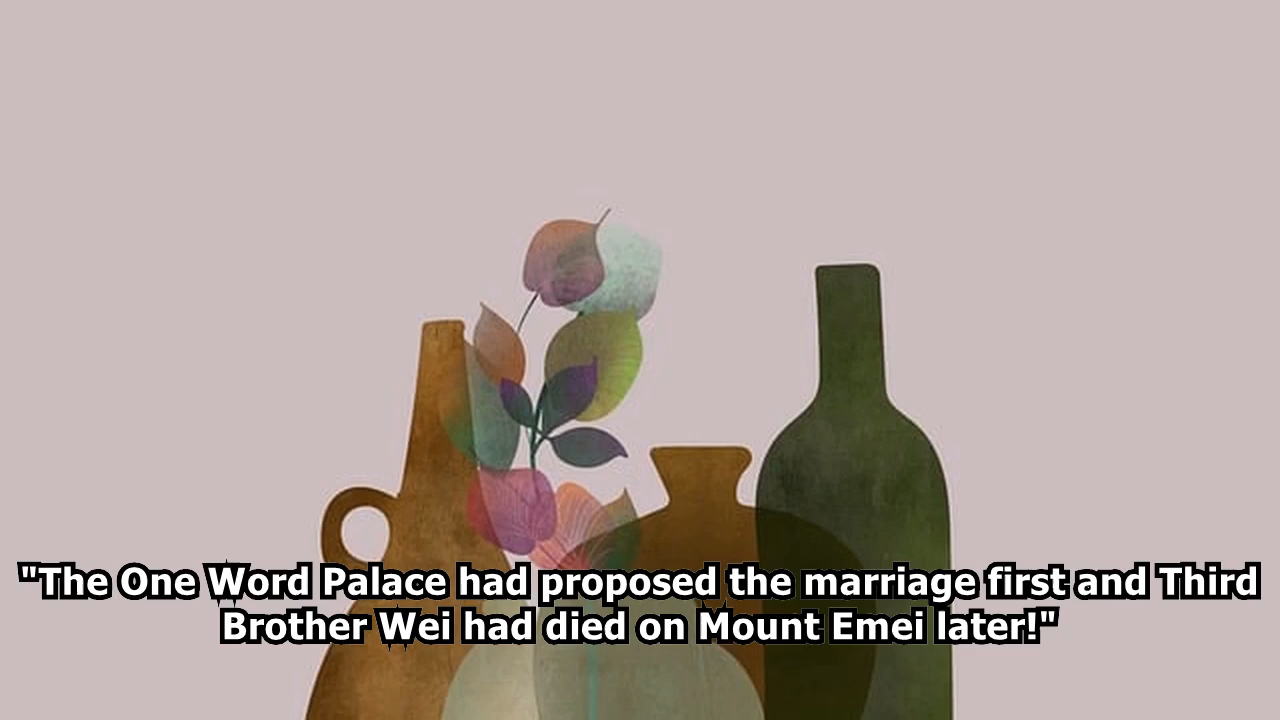 "The One Word Palace had proposed the marriage first and Third
Brother Wei had died on Mount Emei later!"